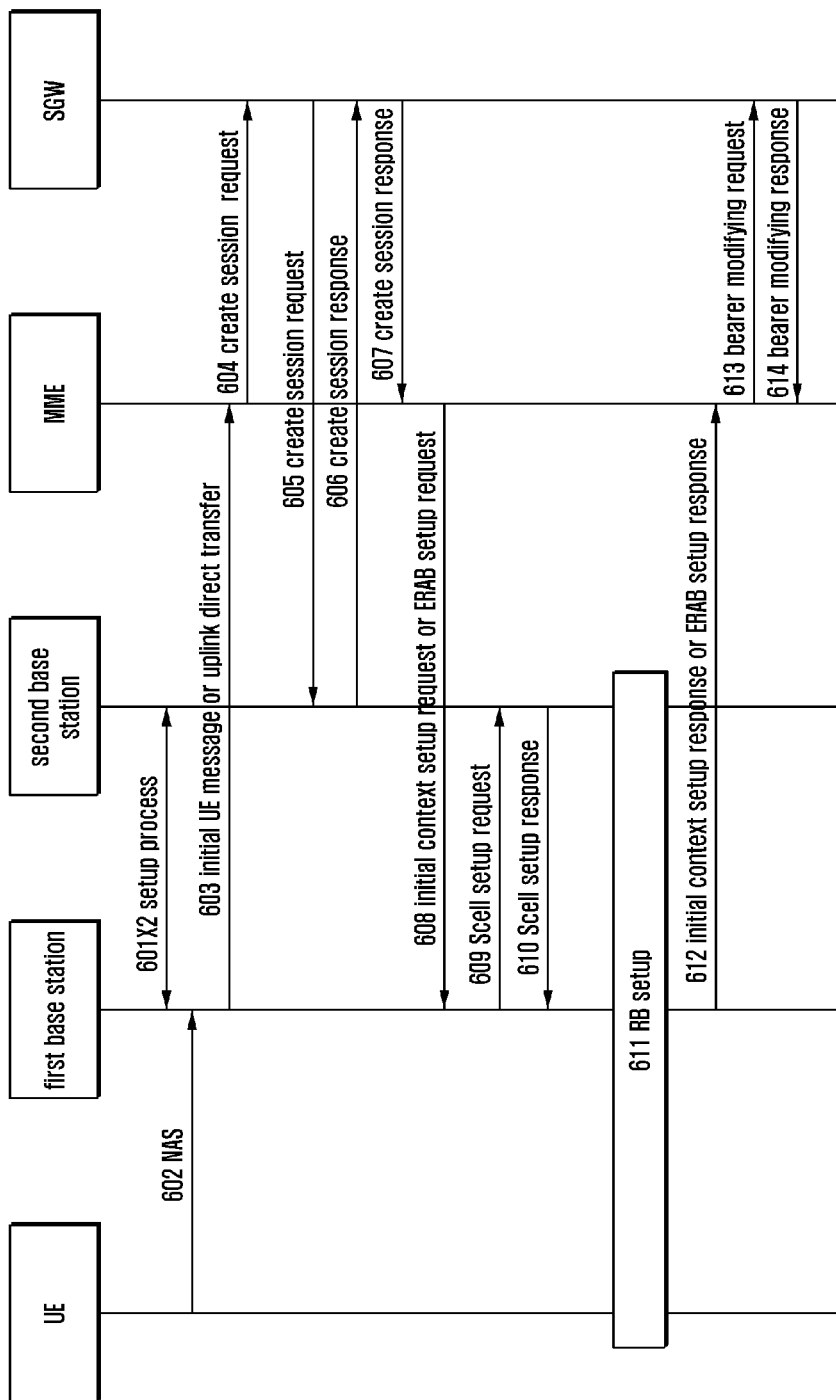 UE
first base station
second base
station
MME
SGW
601X2 setup process
602 NAS
603 initial UE message or uplink direct transfer
604 create session request
605 create session request
606 create session response
607 create session response
608 initial context setup request or ERAB setup request
609 Scell setup request
610 Scell setup response
611 RB setup
612 initial context setup response or ERAB setup response
613 bearer modifying request
614 bearer modifying response